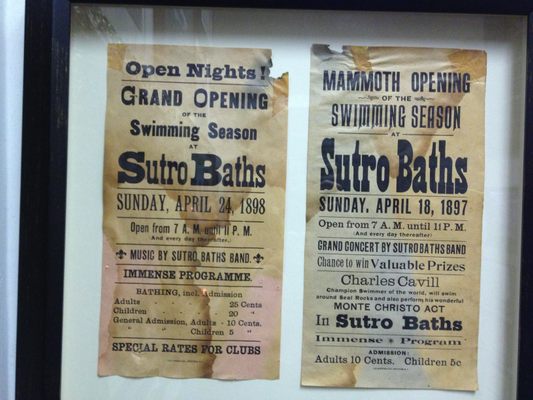 Open Nights!
GRAND OPENING
OF THE
Swimming Season
AT
Sutro Baths
SUNDAY, APRIL 24, 1898
Open from 7 A. M. until 11 P. M.
(And every day thereafter.)
MUSIC BY SUTRO BATHS BAND.
IMMENSE PROGRAMME.
BATHING, incl. Admission
Adults - - - 25 Cents
Children - - - 20 "
General Admission, Adults - 10 Cents.
" " Children 5 "
SPECIAL RATES FOR CLUBS
MAMMOTH OPENING
OF THE
SWIMMING SEASON
AT
Sutro Baths
SUNDAY, APRIL 18, 1897
Open from 7 A. M. until 11 P. M.
(And every day thereafter)
GRAND CONCERT BY SUTRO BATHS BAND
Chance to win Valuable Prizes
Charles Cavill
Champion Swimmer of the world, will swim
around Seal Rocks and also perform his wonderful
MONTE CHRISTO ACT
In Sutro Baths
Immense Program
ADMISSION:
Adults 10 Cents. Children 5c